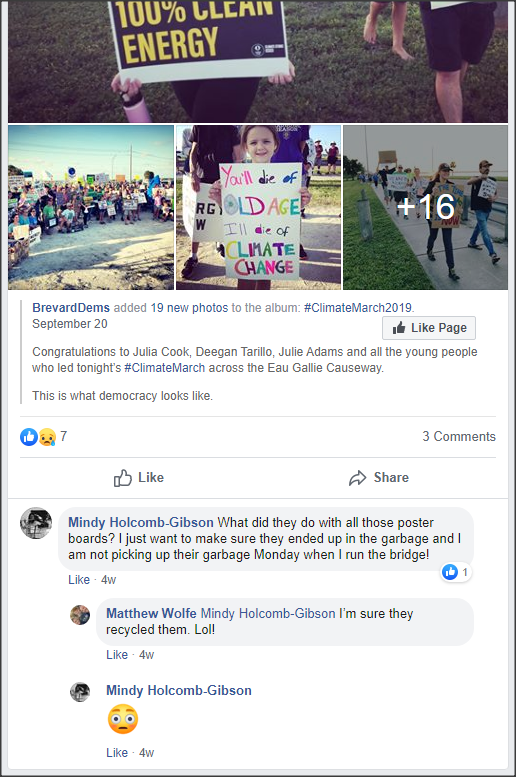 100% CLEAN
ENERGY
You'll die of
OLD AGE
I'll die of
CLIMATE
CHANGE
RG
W
+16
BrevardDems added 19 new photos to the album: #ClimateMarch2019.
September 20
Like Page
Congratulations to Julia Cook, Deegan Tarillo, Julie Adams and all the young people
who led tonight's #ClimateMarch across the Eau Gallie Causeway.
This is what democracy looks like.
7
3 Comments
Like
Share
Mindy Holcomb-Gibson What did they do with all those poster
boards? I just want to make sure they ended up in the garbage and I
am not picking up their garbage Monday when I run the bridge!
1
Like · 4w
Matthew Wolfe Mindy Holcomb-Gibson I'm sure they
recycled them. Lol!
Like · 4w
Mindy Holcomb-Gibson
Like · 4w